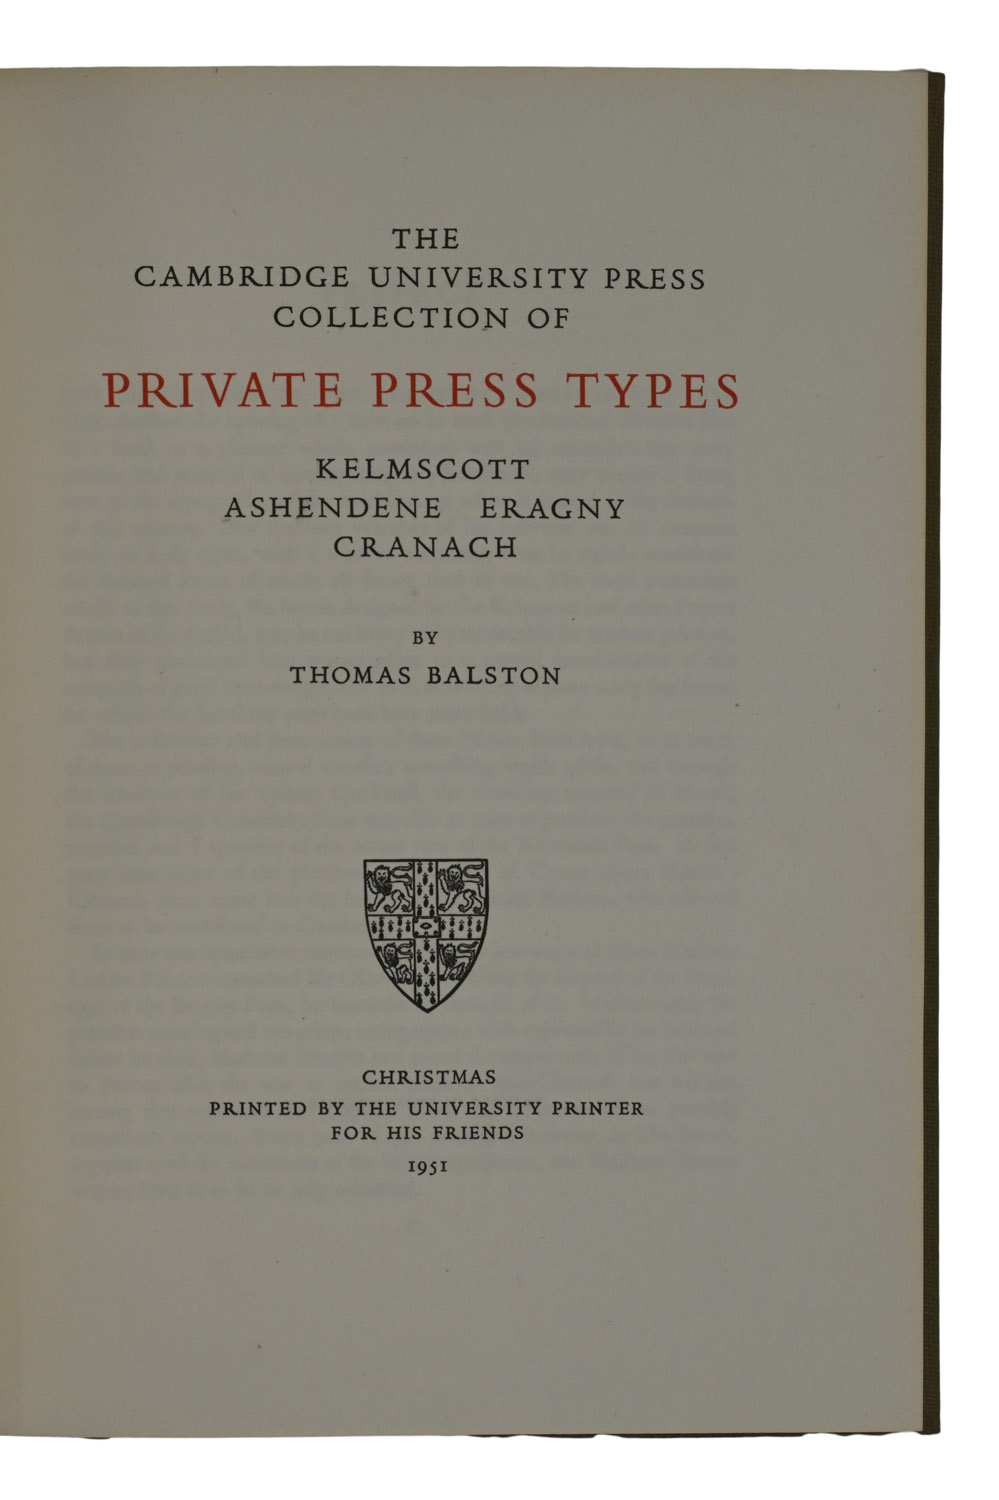 THE
CAMBRIDGE UNIVERSITY PRESS
COLLECTION OF
PRIVATE PRESS TYPES
KELMSCOTT
ASHENDENE ERAGNY
CRANACH
BY
THOMAS BALSTON
CHRISTMAS
PRINTED BY THE UNIVERSITY PRINTER
FOR HIS FRIENDS
1951